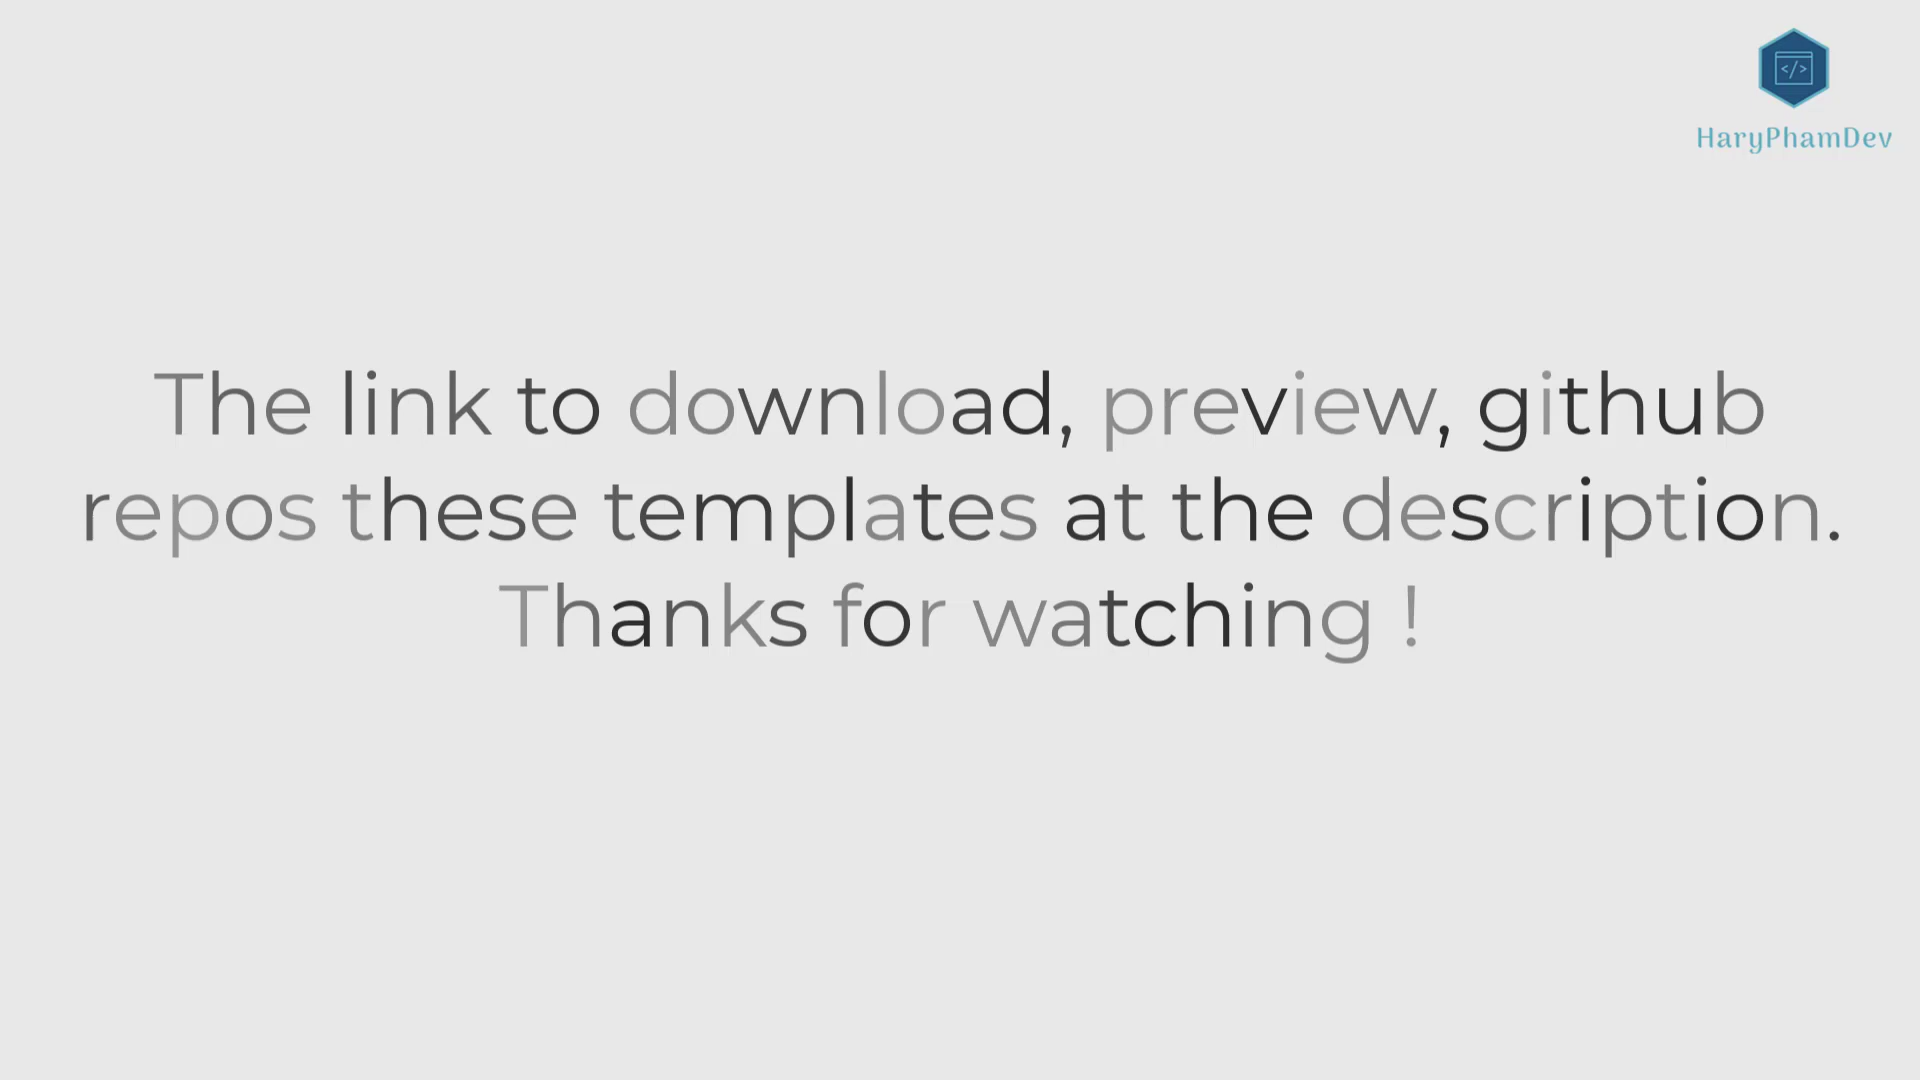 </>
HaryPhamDev
The link to download, preview, github
repos these templates at the description.
Thanks for watching !